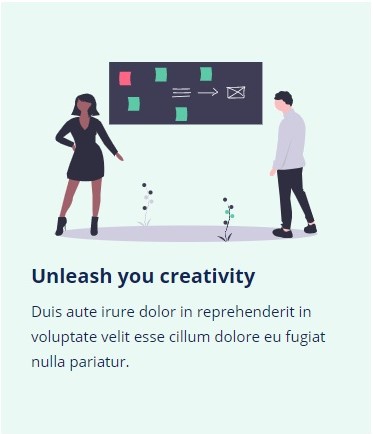 Unleash you creativity
Duis aute irure dolor in reprehenderit in
voluptate velit esse cillum dolore eu fugiat
nulla pariatur.